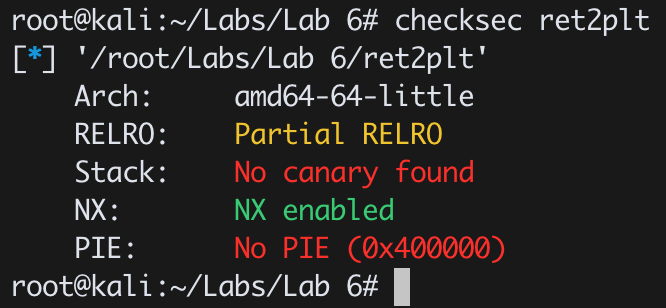 root@kali:~/Labs/Lab 6# checksec ret2plt
[*] '/root/Labs/Lab 6/ret2plt'
    Arch:     amd64-64-little
    RELRO:    Partial RELRO
    Stack:    No canary found
    NX:       NX enabled
    PIE:      No PIE (0x400000)
root@kali:~/Labs/Lab 6#